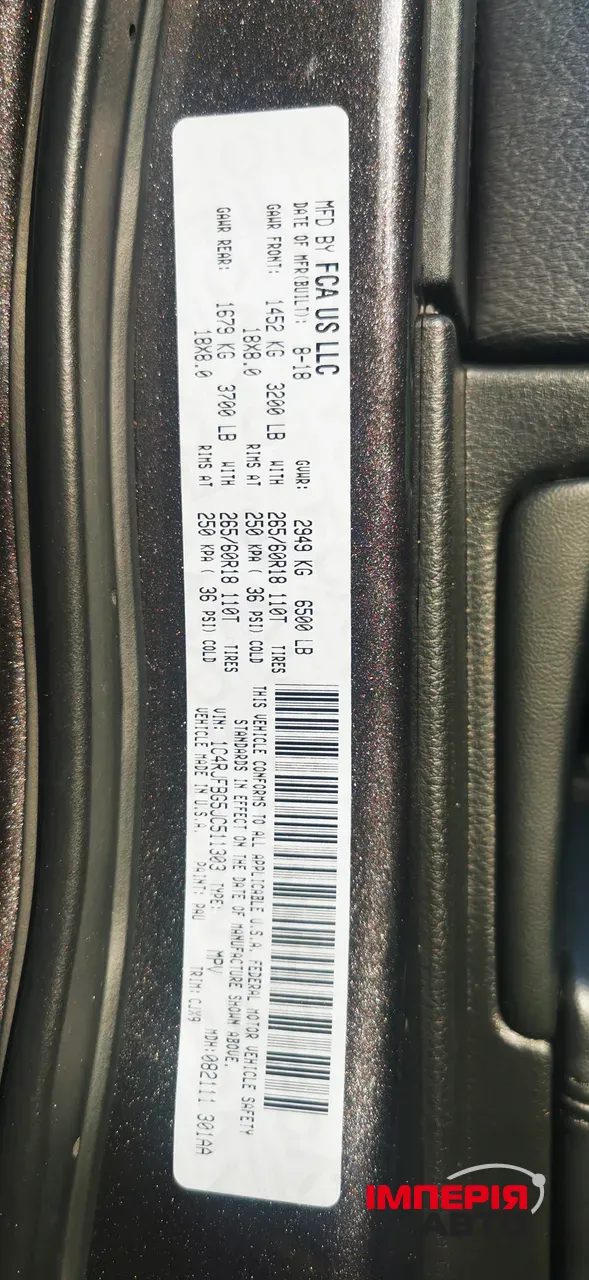 MFD BY FCA US LLC
DATE OF MFR(BUILT): 8-18 GVWR: 2949 KG 6500 LB
GAWR FRONT: 1452 KG 3200 LB WITH 265/60R18 110T TIRES
18X8.0 RIMS AT 250 KPA( 36 PSI) COLD
GAWR REAR: 1679 KG 3700 LB WITH 265/60R18 110T TIRES
18X8.0 RIMS AT 250 KPA( 36 PSI) COLD
THIS VEHICLE CONFORMS TO ALL APPLICABLE U.S.A. FEDERAL MOTOR VEHICLE SAFETY
STANDARDS IN EFFECT ON THE DATE OF MANUFACTURE SHOWN ABOVE.
VIN: 1C4RJFBG5JC511303 TYPE: MPV MDH:082111 301AA
VEHICLE MADE IN U.S.A. PAINT: PAU TRIM:CJX9
ІМПЕРІЯ
АВТО